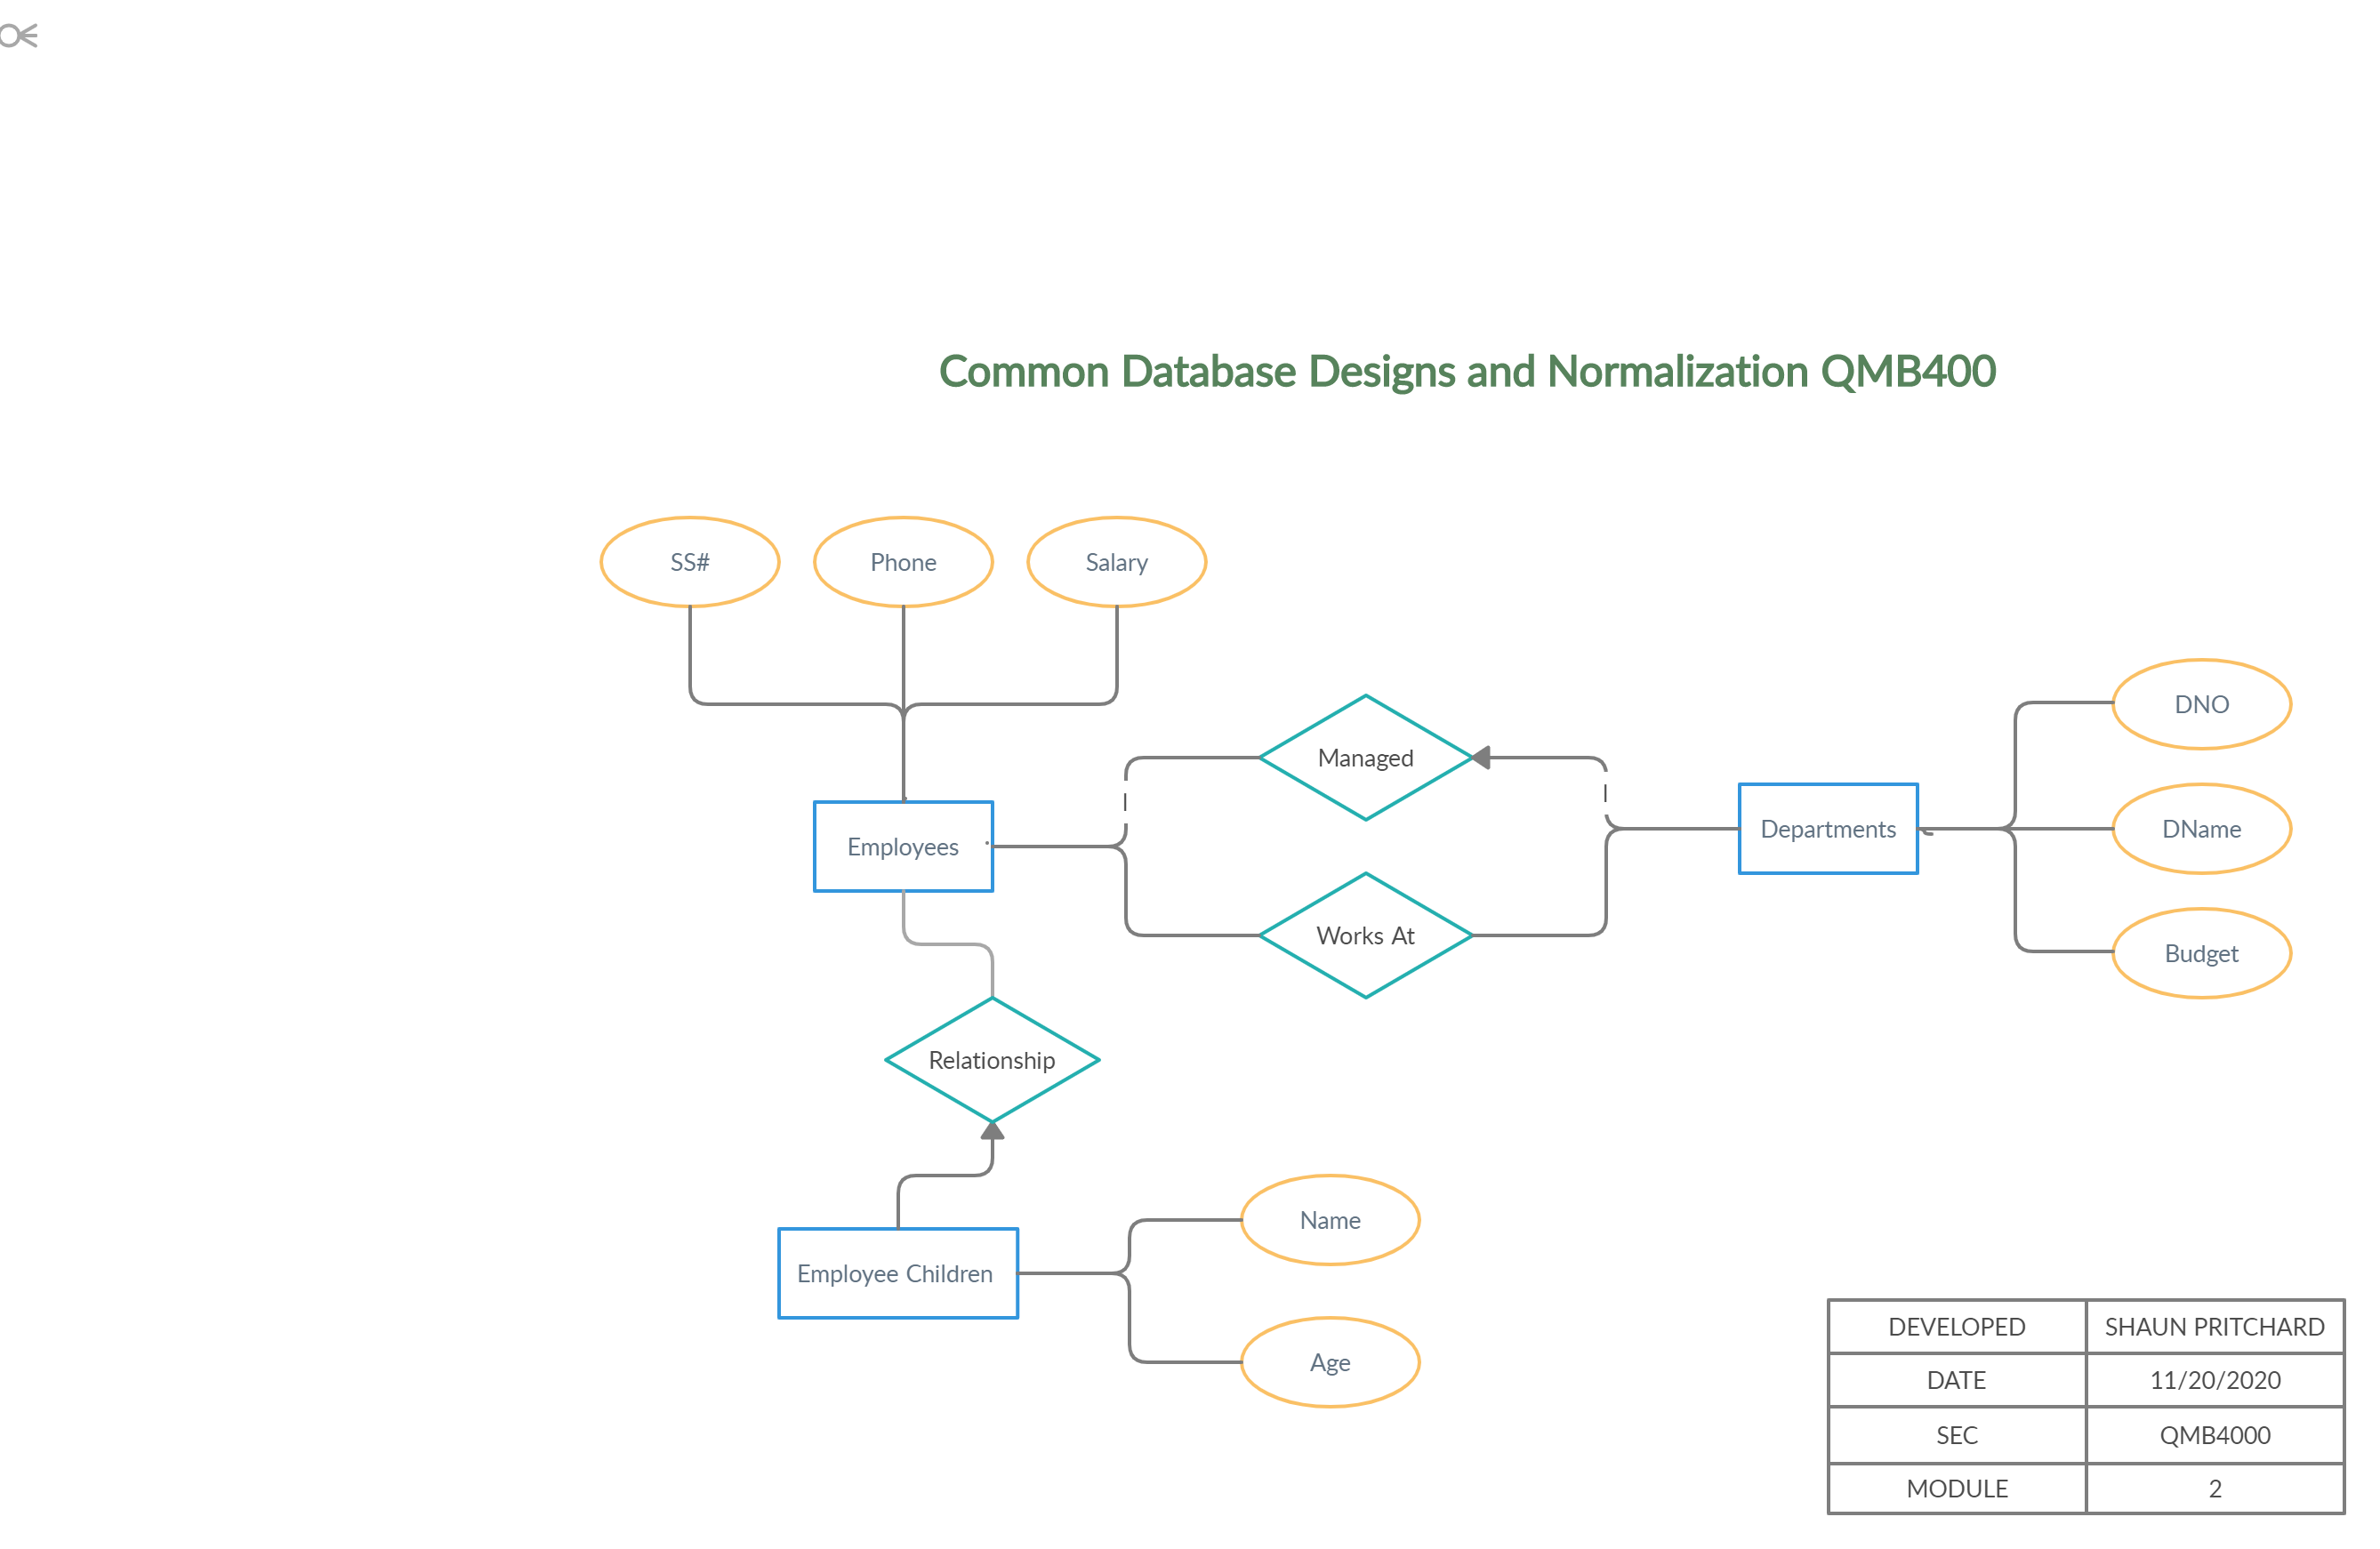 Common Database Designs and Normalization QMB400
SS#
Phone
Salary
DNO
Managed
Departments
DName
Employees
Works At
Budget
Relationship
Name
Employee Children
Age
DEVELOPED SHAUN PRITCHARD
DATE 11/20/2020
SEC QMB4000
MODULE 2